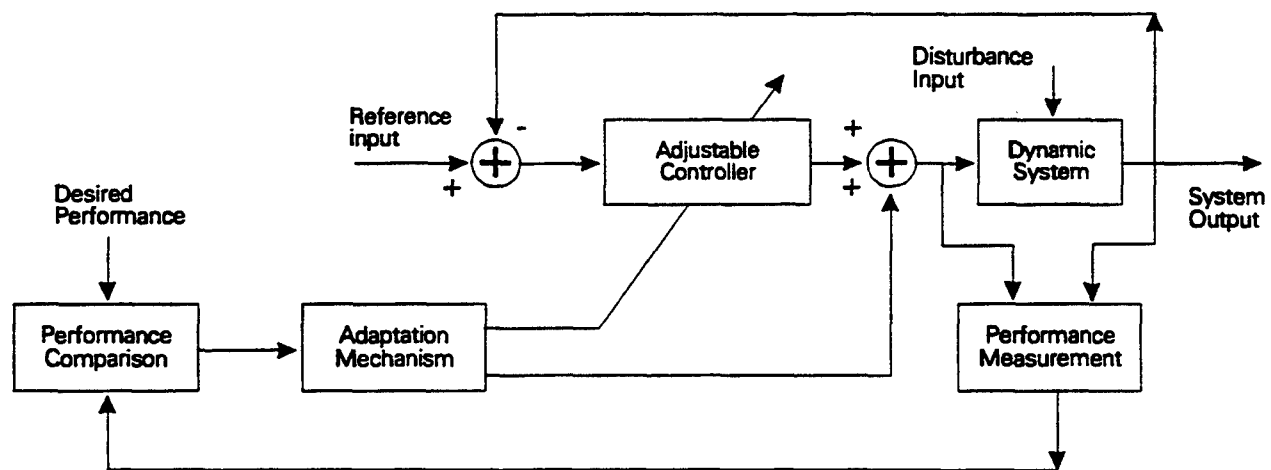 Disturbance
Input
Reference
input
-
+
+
+
+
+
Adjustable
Controller
Dynamic
System
System
Output
Desired
Performance
Performance
Comparison
Adaptation
Mechanism
Performance
Measurement